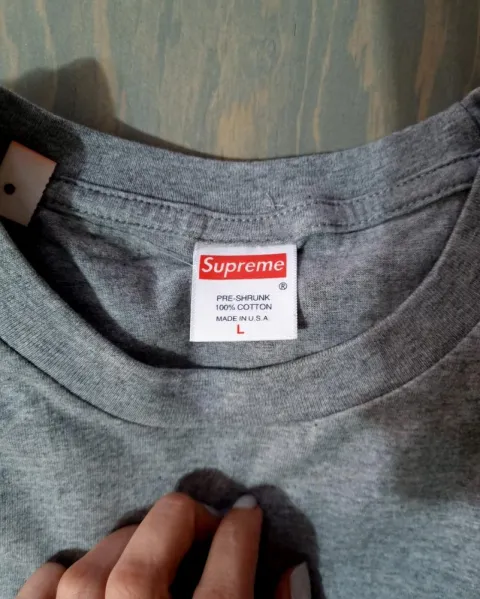 Supreme
®
PRE-SHRUNK
100% COTTON
MADE IN U.S.A.
L